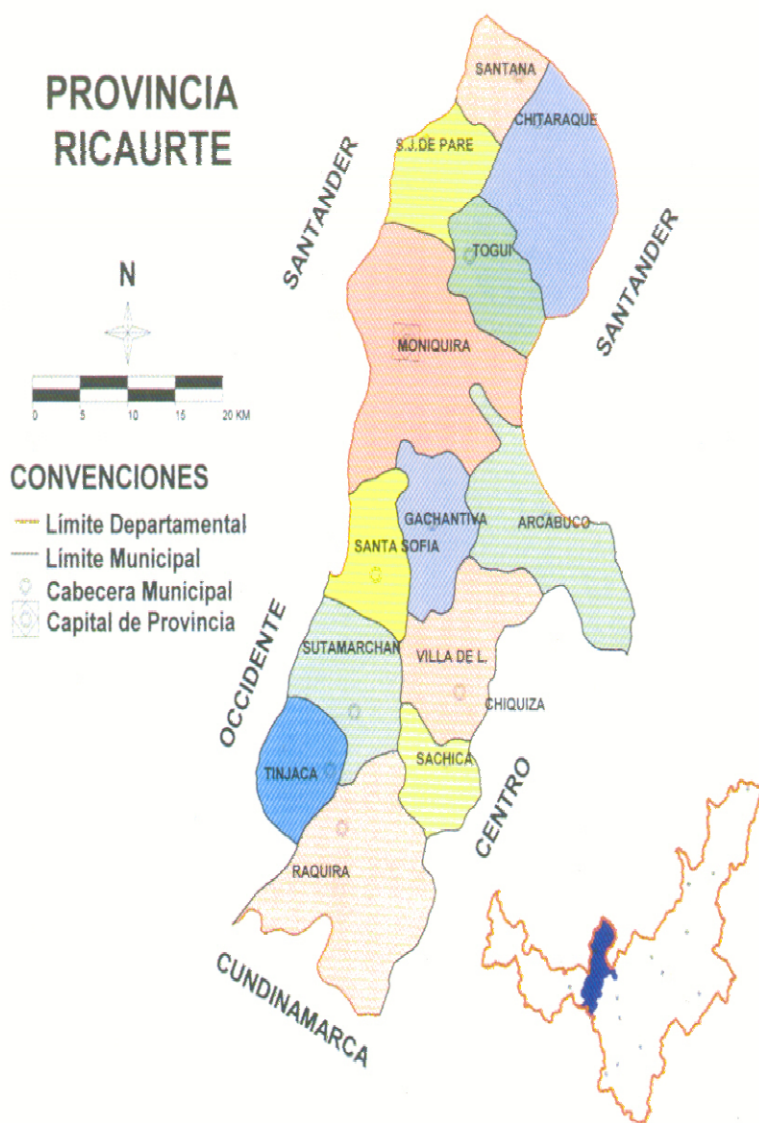 PROVINCIA
RICAURTE
SANTANA
CHITARAQUE
S.J.DE PARE
SANTANDER
TOGUI
SANTANDER
N
MONIQUIRA
0 5 10 15 20 KM
CONVENCIONES
Límite Departamental
Límite Municipal
Cabecera Municipal
Capital de Provincia
GACHANTIVA
ARCABUCO
SANTA SOFIA
OCCIDENTE
SUTAMARCHAN
VILLA DE L.
CHIQUIZA
TINJACA
SACHICA
CENTRO
RAQUIRA
CUNDINAMARCA